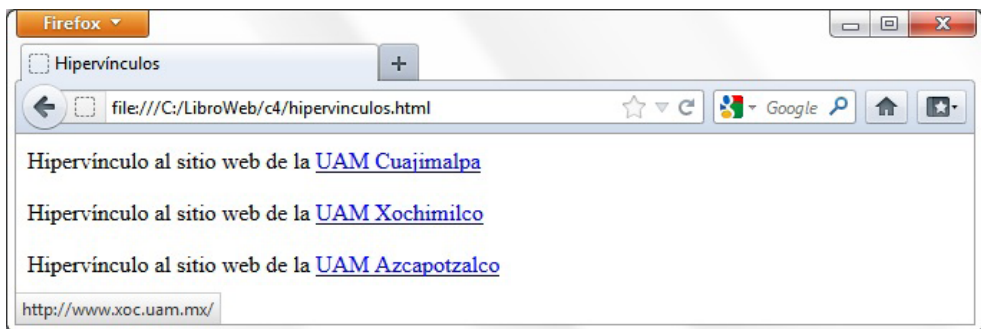 Firefox
Hipervínculos
file:///C:/LibroWeb/c4/hipervinculos.html
Google
Hipervínculo al sitio web de la UAM Cuajimalpa
Hipervínculo al sitio web de la UAM Xochimilco
Hipervínculo al sitio web de la UAM Azcapotzalco
http://www.xoc.uam.mx/